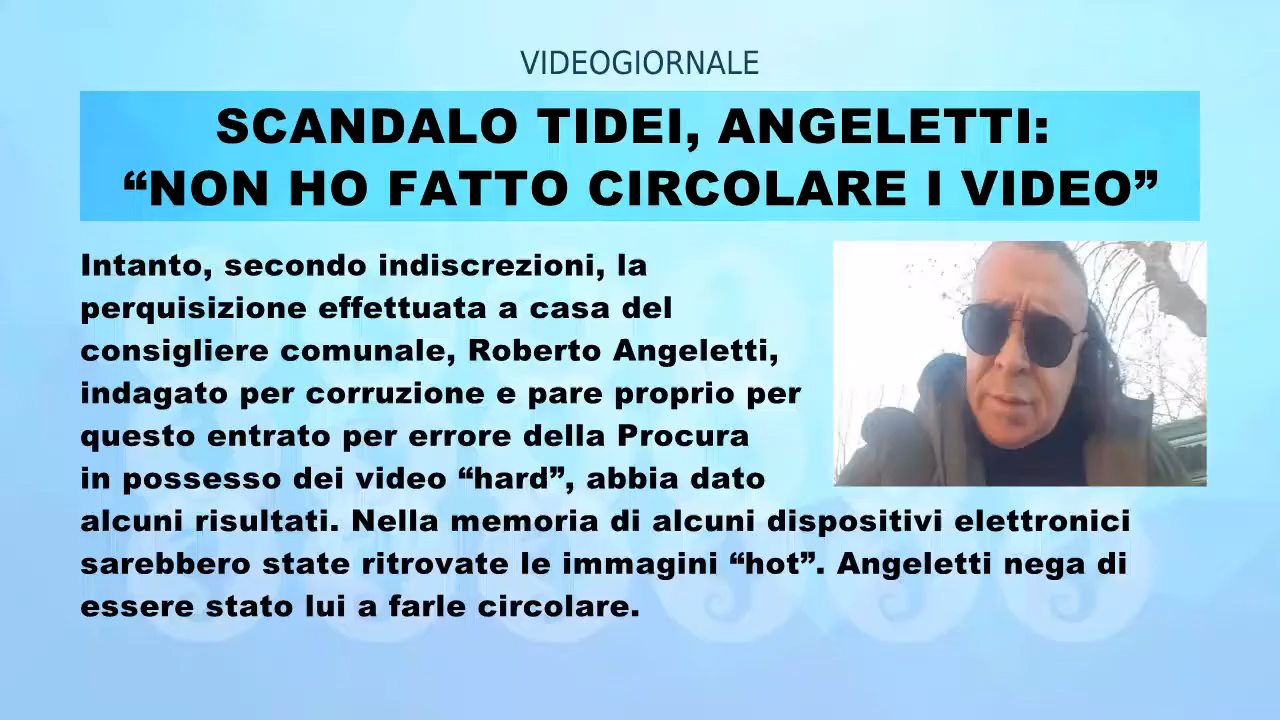 VIDEOGIORNALE
SCANDALO TIDEI, ANGELETTI:
“NON HO FATTO CIRCOLARE I VIDEO”
Intanto, secondo indiscrezioni, la
perquisizione effettuata a casa del
consigliere comunale, Roberto Angeletti,
indagato per corruzione e pare proprio per
questo entrato per errore della Procura
in possesso dei video “hard”, abbia dato
alcuni risultati. Nella memoria di alcuni dispositivi elettronici
sarebbero state ritrovate le immagini “hot”. Angeletti nega di
essere stato lui a farle circolare.